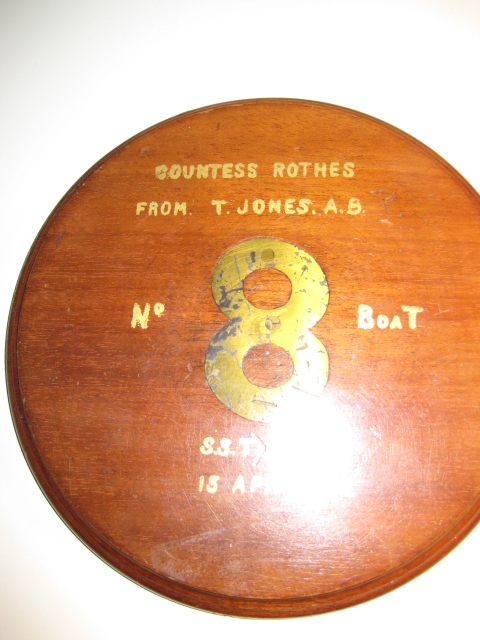 COUNTESS ROTHES
FROM. T. JONES. A.B.
Nº 8 BOAT
S.S.
15